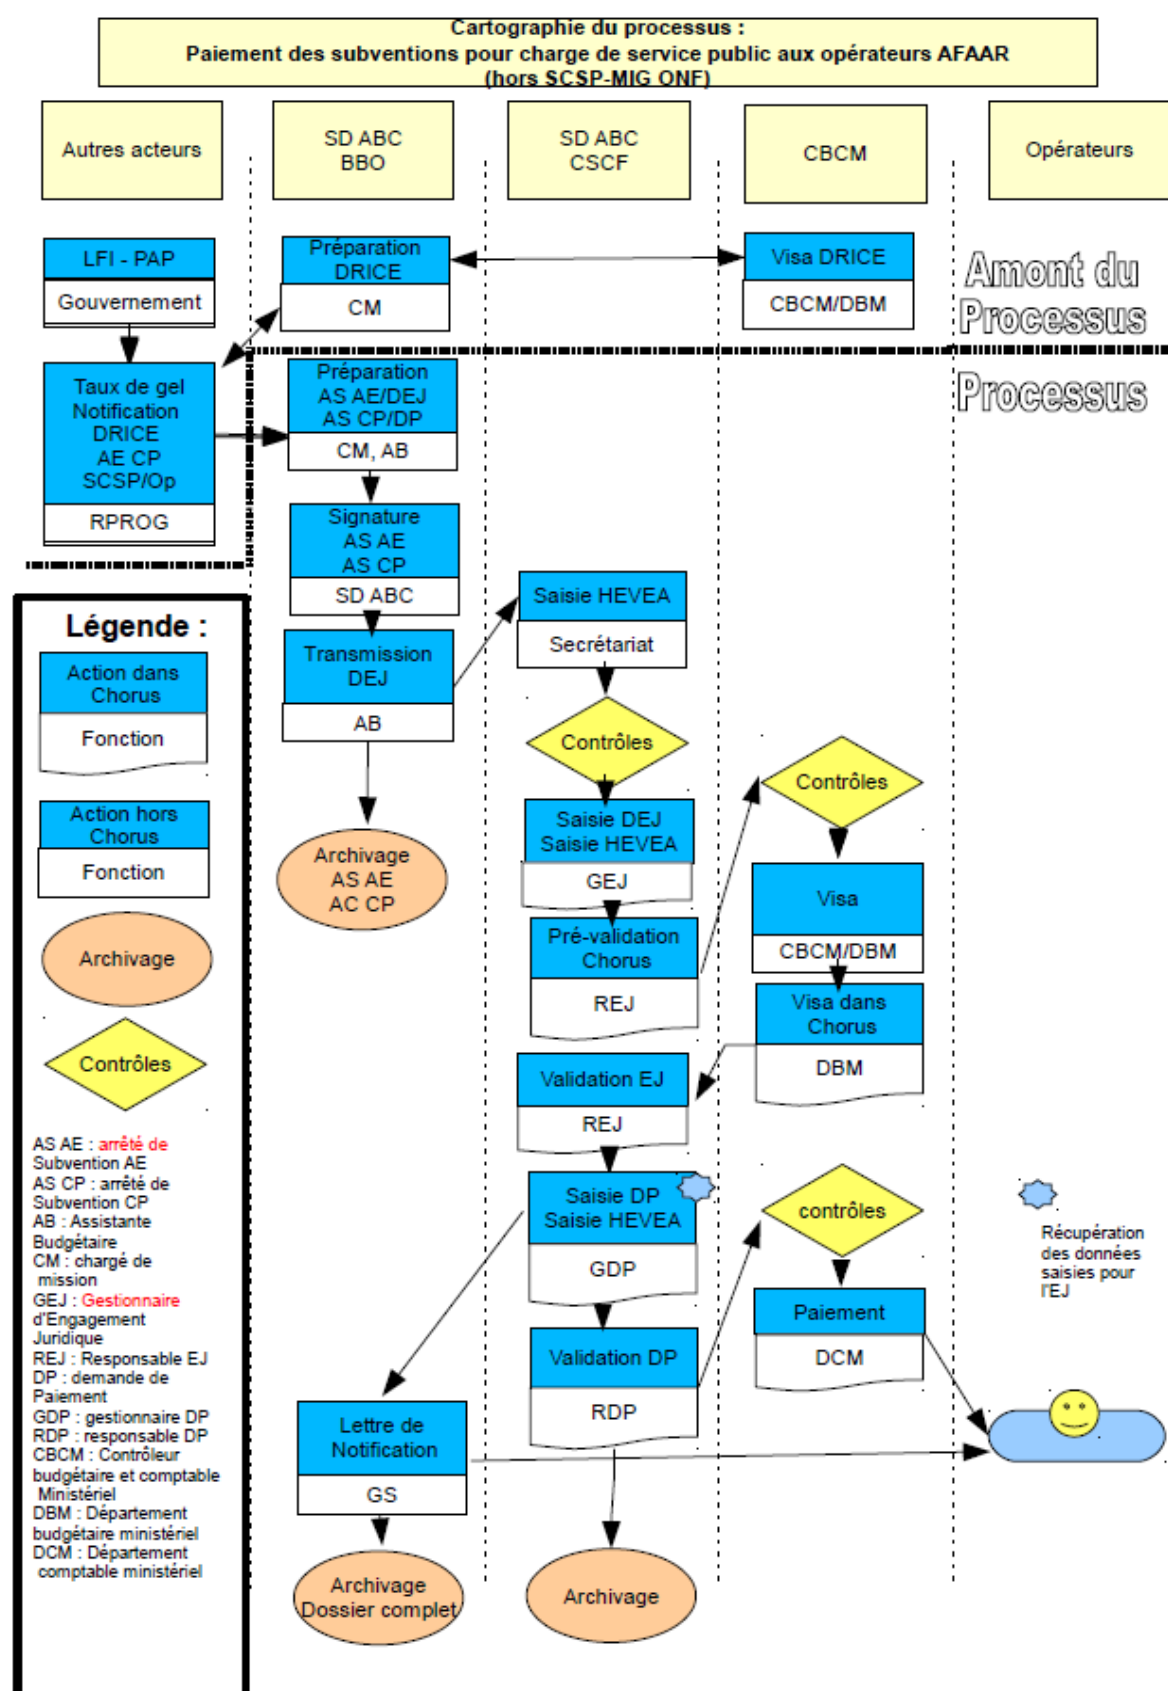 Cartographie du processus :
Paiement des subventions pour charge de service public aux opérateurs AFAAR
(hors SCSP-MIG ONF)
Autres acteurs
SD ABC
BBO
SD ABC
CSCF
CBCM
Opérateurs
LFI - PAP
Gouvernement
Préparation
DRICE
CM
Visa DRICE
CBCM/DBM
Amont du
Processus
Processus
Taux de gel
Notification
DRICE
AE CP
SCSP/Op
RPROG
Préparation
AS AE/DEJ
AS CP/DP
CM, AB
Signature
AS AE
AS CP
SD ABC
Transmission
DEJ
AB
Archivage
AS AE
AC CP
Saisie HEVEA
Secrétariat
Contrôles
Saisie DEJ
Saisie HEVEA
GEJ
Pré-validation
Chorus
REJ
Contrôles
Visa
CBCM/DBM
Visa dans
Chorus
DBM
Validation EJ
REJ
Saisie DP
Saisie HEVEA
GDP
Validation DP
RDP
contrôles
Paiement
DCM
Récupération
des données
saisies pour
l'EJ
Lettre de
Notification
GS
Archivage
Dossier complet
Archivage
Légende :
Action dans
Chorus
Fonction
Action hors
Chorus
Fonction
Archivage
Contrôles
AS AE : arrêté de
Subvention AE
AS CP : arrêté de
Subvention CP
AB : Assistante
Budgétaire
CM : chargé de
mission
GEJ : Gestionnaire
d'Engagement
Juridique
REJ : Responsable EJ
DP : demande de
Paiement
GDP : gestionnaire DP
RDP : responsable DP
CBCM : Contrôleur
budgétaire et comptable
Ministériel
DBM : Département
budgétaire ministériel
DCM : Département
comptable ministériel